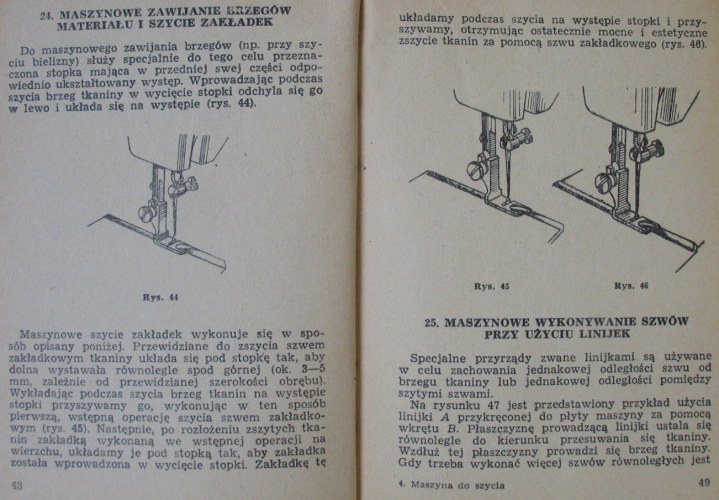 24. MASZYNOWE ZAWIJANIE BRZEGÓW
MATERIAŁU I SZYCIE ZAKŁADEK
Do maszynowego zawijania brzegów (np. przy szy-
ciu bielizny) służy specjalnie do tego celu przezna-
czona stopka mająca w przedniej swej części odpo-
wiednio ukształtowany występ. Wprowadzając podczas
szycia brzeg tkaniny w wycięcie stopki odchyla się go
w lewo i układa się na występie (rys. 44).
Rys. 44
Maszynowe szycie zakładek wykonuje się w spo-
sób opisany poniżej. Przewidziane do zszycia szwem
zakładkowym tkaniny układa się pod stopkę tak, aby
dolna wystawała równolegle spod górnej (ok. 3—5
mm, zależnie od przewidzianej szerokości obrębu).
Wykładając podczas szycia brzeg tkanin na występie
stopki przyszywamy go, wykonując w ten sposób
pierwszą, wstępną operację szycia szwem zakładko-
wym (rys. 45). Następnie, po rozłożeniu zszytych tka-
nin zakładką wykonaną we wstępnej operacji na
wierzchu, układamy je pod stopką tak, aby zakładka
została wprowadzona w wycięcie stopki. Zakładkę tę
48
układamy podczas szycia na występie stopki i przy-
szywamy, otrzymując ostatecznie mocne i estetyczne
zszycie tkanin za pomocą szwu zakładkowego (rys. 46).
Rys. 45
Rys. 46
25. MASZYNOWE WYKONYWANIE SZWÓW
PRZY UŻYCIU LINIJEK
Specjalne przyrządy zwane linijkami są używane
w celu zachowania jednakowej odległości szwu od
brzegu tkaniny lub jednakowej odległości pomiędzy
szytymi szwami.
Na rysunku 47 jest przedstawiony przykład użycia
linijki A przykręconej do płyty maszyny za pomocą
wkrętu B. Płaszczyznę prowadzącą linijki ustala się
równolegle do kierunku przesuwania się tkaniny.
Wzdłuż tej płaszczyzny prowadzi się brzeg tkaniny.
Gdy trzeba wykonać więcej szwów równoległych jest
4. Maszyna do szycia
49